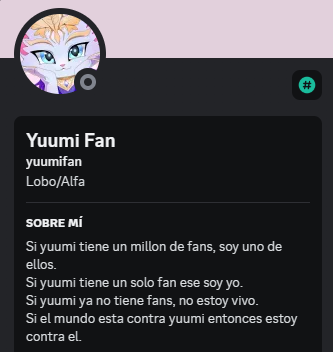 Yuumi Fan
yuumifan
Lobo/Alfa
SOBRE MÍ
Si yuumi tiene un millon de fans, soy uno de
ellos.
Si yuumi tiene un solo fan ese soy yo.
Si yuumi ya no tiene fans, no estoy vivo.
Si el mundo esta contra yuumi entonces estoy
contra el.